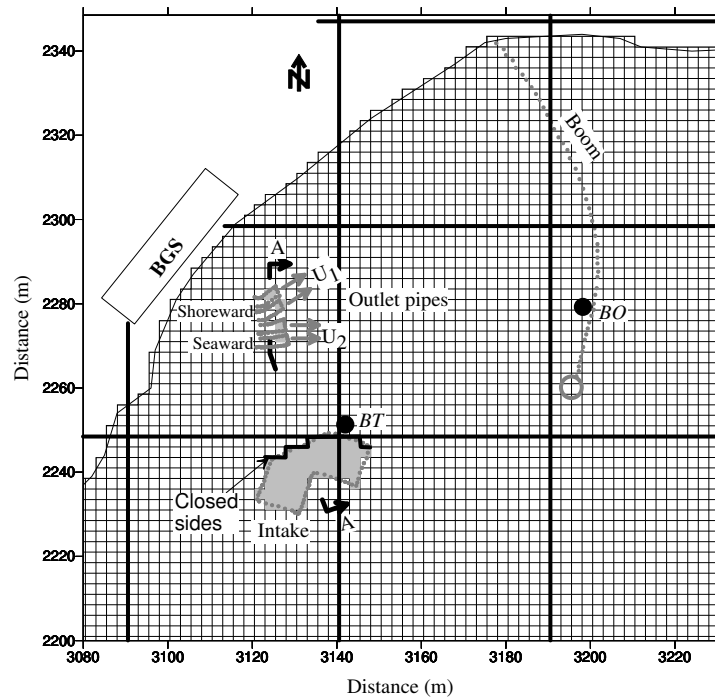 2340
2320
2300
2280
2260
2240
2220
2200
Distance (m)
N
Boom
BGS
A
U1
Outlet pipes
Shoreward
Seaward
U2
BO
BT
Closed
sides
Intake
A
3080 3100 3120 3140 3160 3180 3200 3220
Distance (m)